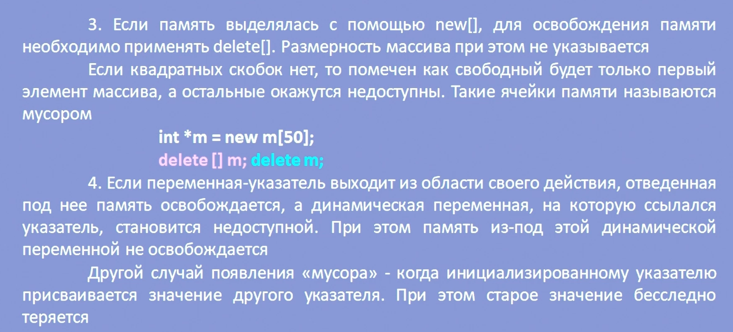 3. Если память выделялась с помощью new[], для освобождения памяти
необходимо применять delete[]. Размерность массива при этом не указывается
Если квадратных скобок нет, то помечен как свободный будет только первый
элемент массива, а остальные окажутся недоступны. Такие ячейки памяти называются
мусором
int *m = new m[50];
delete [] m; delete m;
4. Если переменная-указатель выходит из области своего действия, отведенная
под нее память освобождается, а динамическая переменная, на которую ссылался
указатель, становится недоступной. При этом память из-под этой динамической
переменной не освобождается
Другой случай появления «мусора» - когда инициализированному указателю
присваивается значение другого указателя. При этом старое значение бесследно
теряется